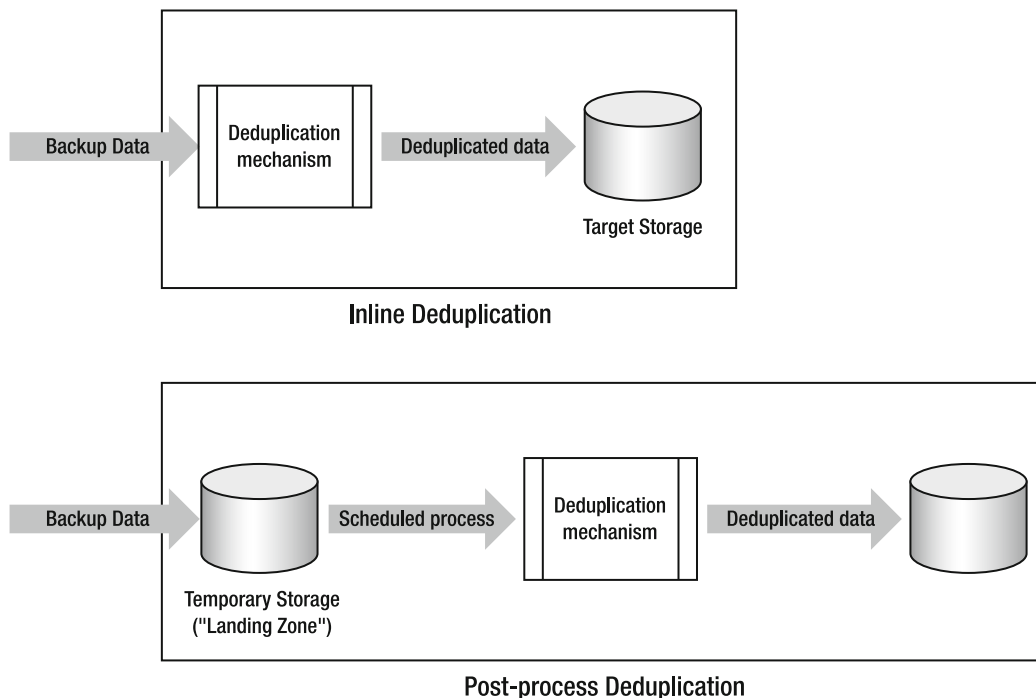 Backup Data
Deduplication
mechanism
Deduplicated data
Target Storage
Inline Deduplication
Backup Data
Temporary Storage
("Landing Zone")
Scheduled process
Deduplication
mechanism
Deduplicated data
Post-process Deduplication